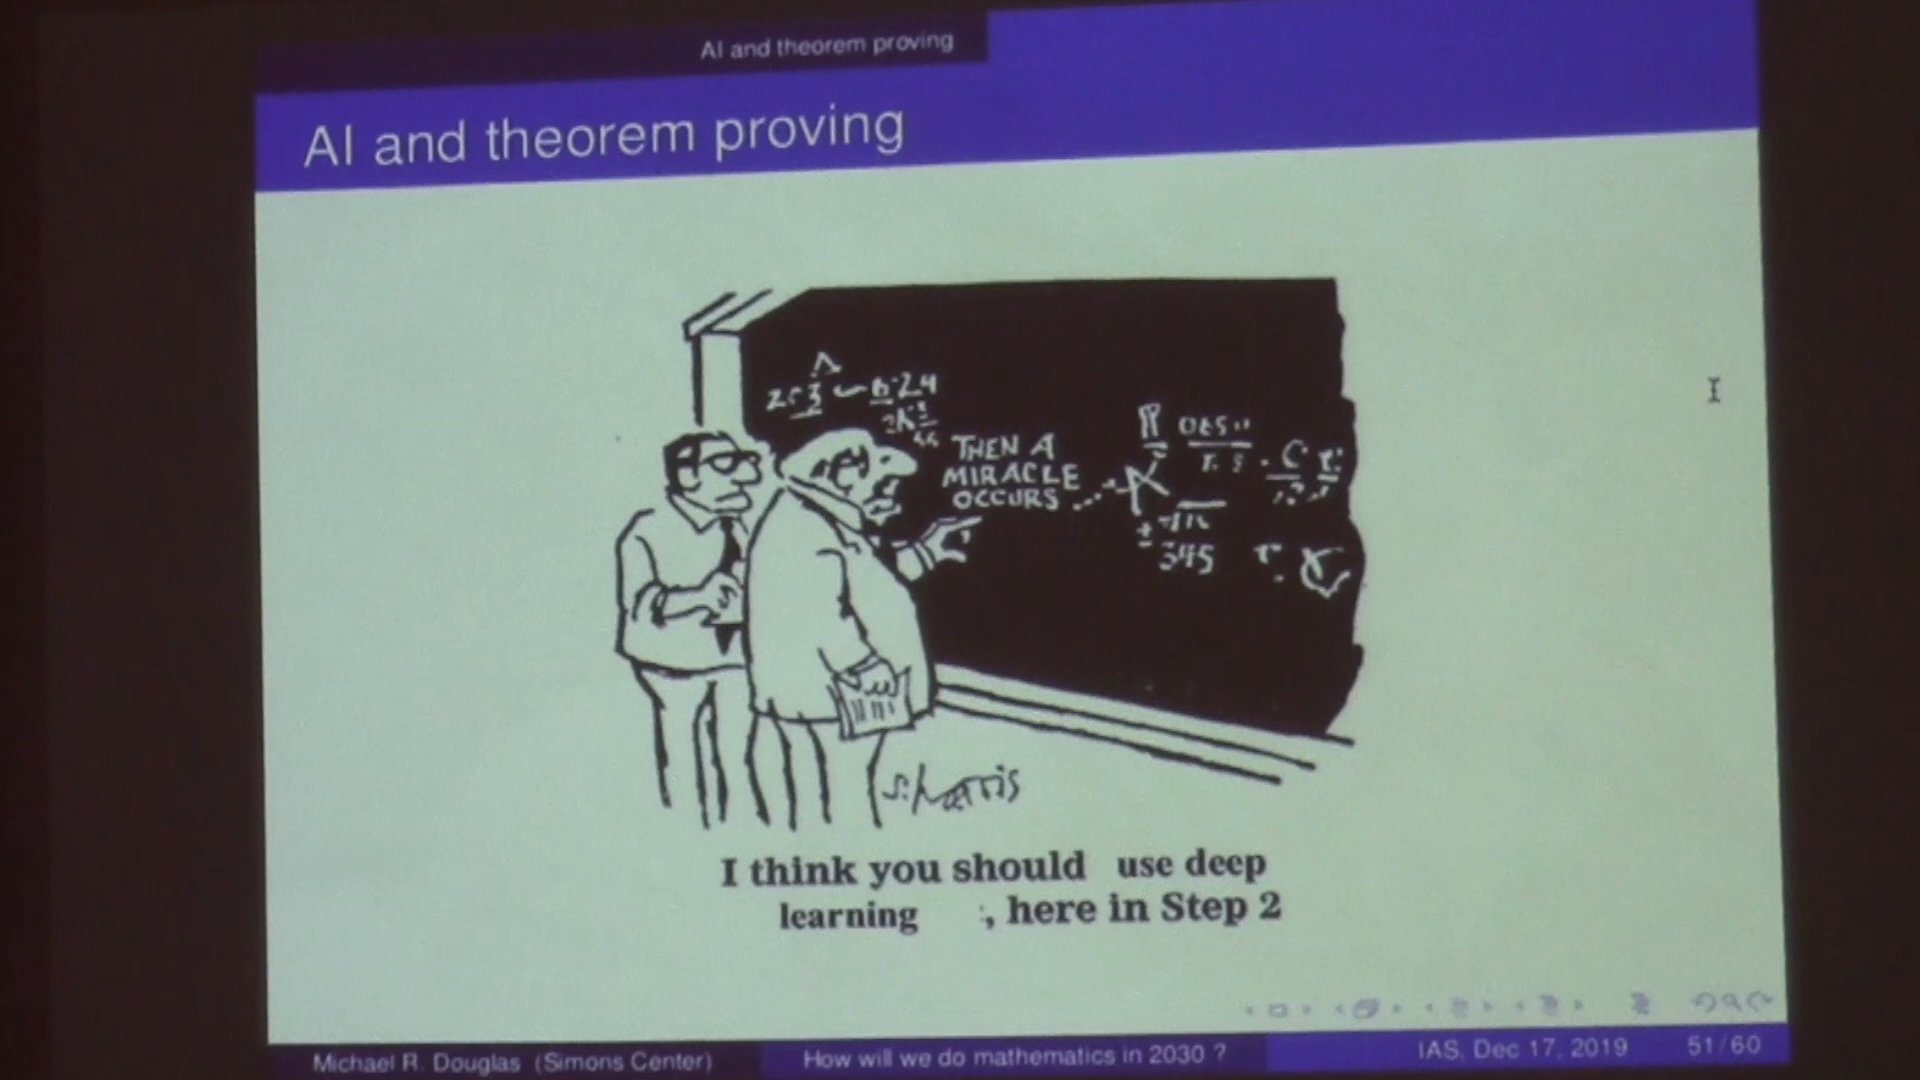 AI and theorem proving
AI and theorem proving
THEN A
MIRACLE
OCCURS...
345
S. Harris
I think you should use deep
learning , here in Step 2
Michael R. Douglas (Simons Center)
How will we do mathematics in 2030 ?
IAS, Dec 17, 2019
51/60